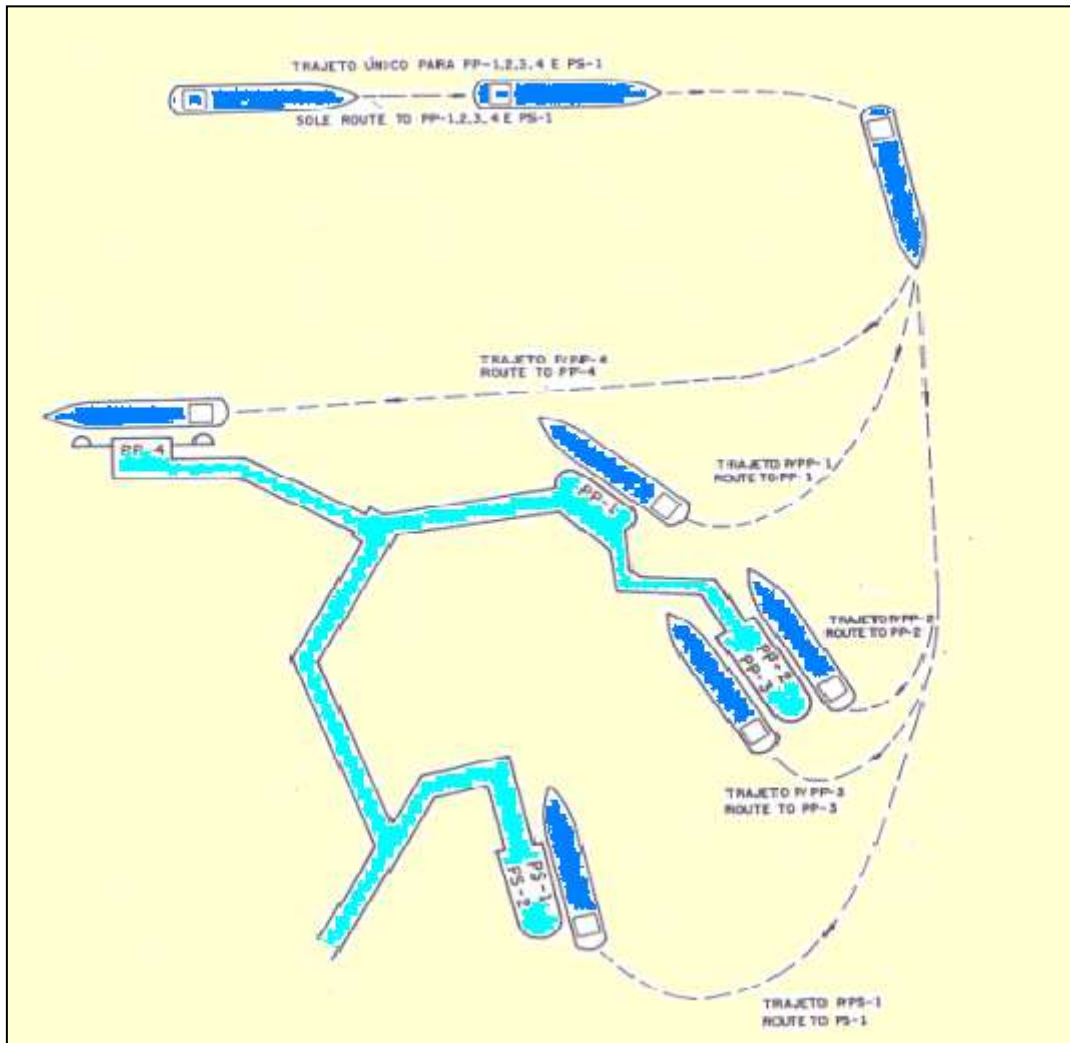 TRAJETO ÚNICO PARA PP-1,2,3,4 E PS-1
SOLE ROUTE TO PP-1,2,3,4 E PS-1
TRAJETO P/PP-4
ROUTE TO PP-4
PP-4
TRAJETO P/PP-1
ROUTE TO PP-1
PP-1
TRAJETO P/PP-2
ROUTE TO PP-2
PP-2
PP-3
TRAJETO P/PP-3
ROUTE TO PP-3
PS-1
PS-2
TRAJETO P/PS-1
ROUTE TO PS-1